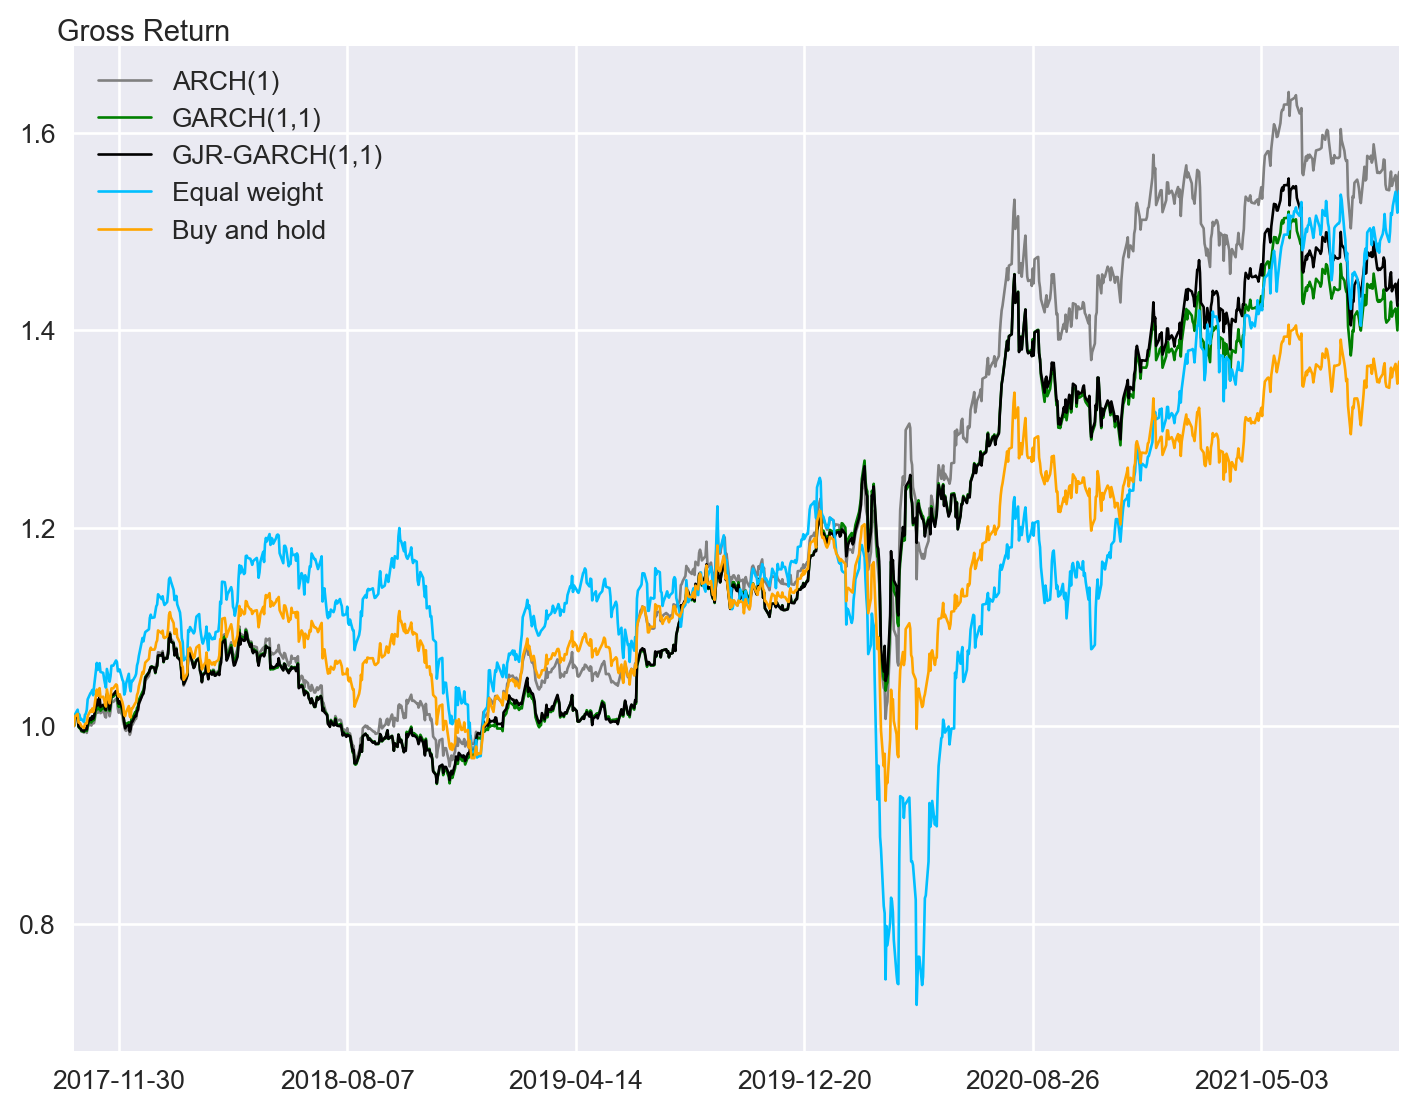 Gross Return
ARCH(1)
GARCH(1,1)
GJR-GARCH(1,1)
Equal weight
Buy and hold
1.6
1.4
1.2
1.0
0.8
2017-11-30 2018-08-07 2019-04-14 2019-12-20 2020-08-26 2021-05-03